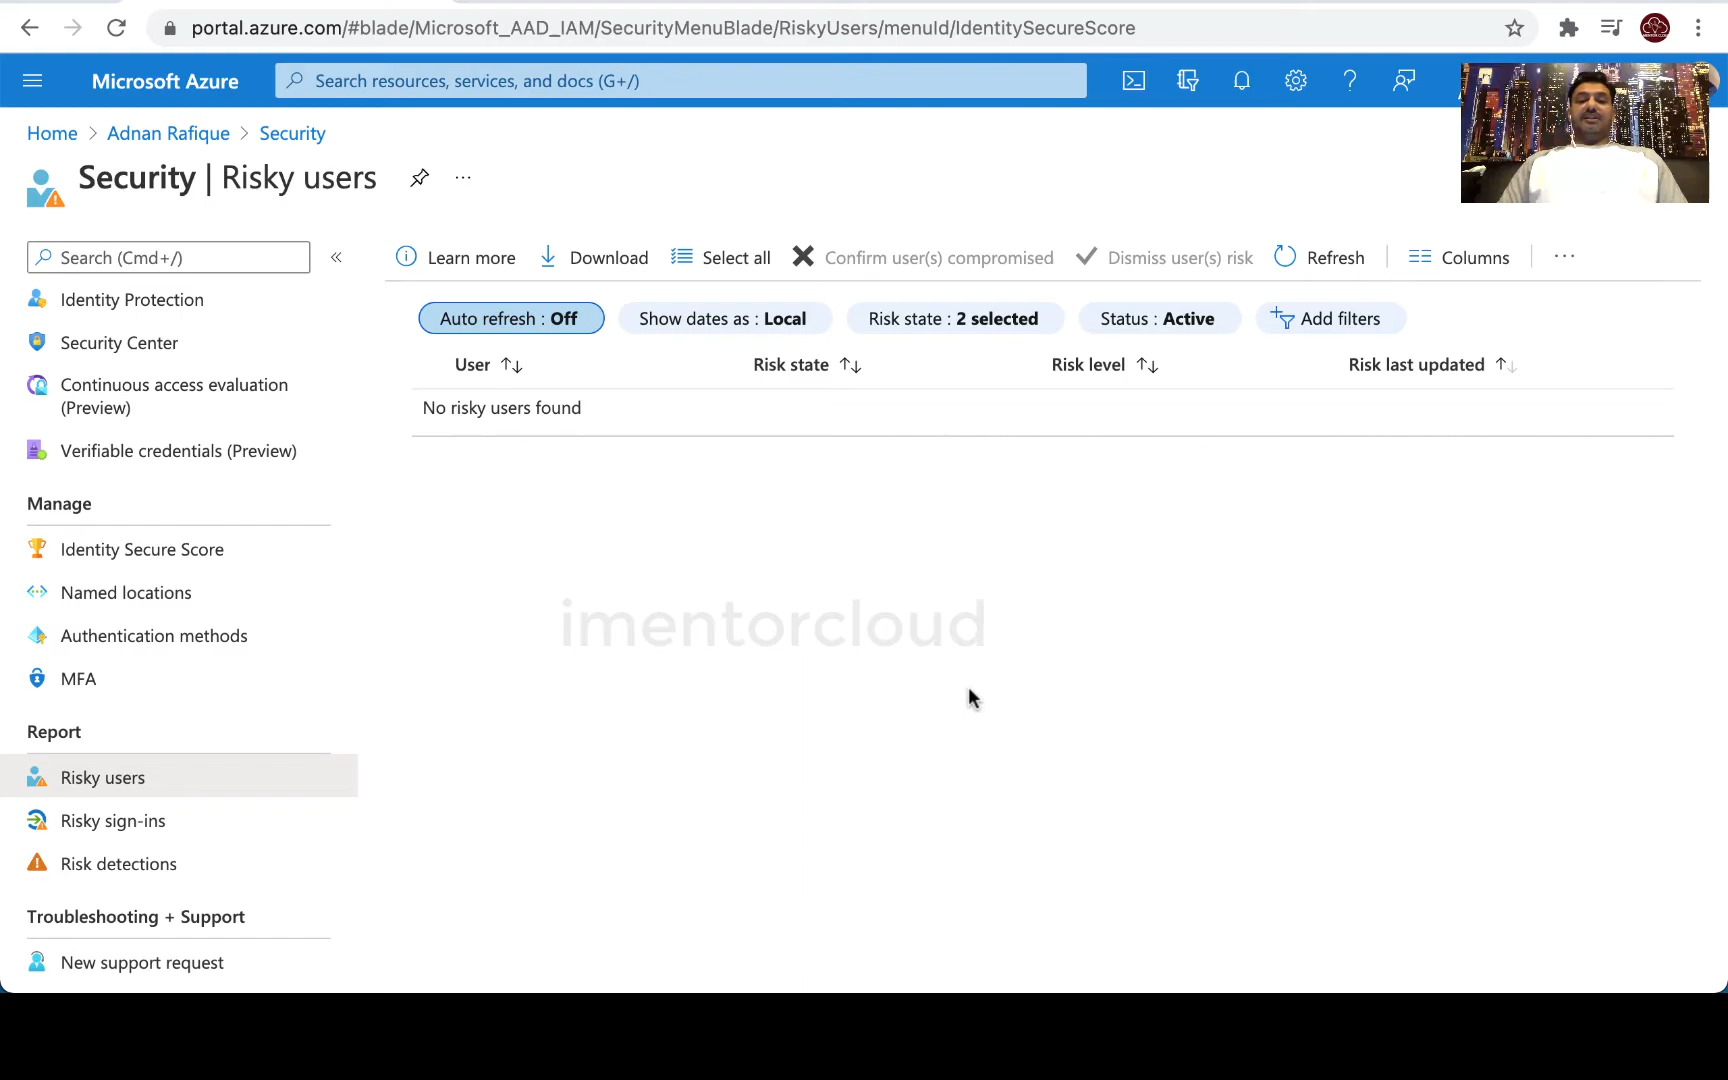 portal.azure.com/#blade/Microsoft_AAD_IAM/SecurityMenuBlade/RiskyUsers/menuId/IdentitySecureScore
Microsoft Azure
Search resources, services, and docs (G+/)
Home > Adnan Rafique > Security
Security | Risky users
Search (Cmd+/)
Learn more
Download
Select all
Confirm user(s) compromised
Dismiss user(s) risk
Refresh
Columns
Identity Protection
Security Center
Continuous access evaluation
(Preview)
Verifiable credentials (Preview)
Manage
Identity Secure Score
Named locations
Authentication methods
MFA
Report
Risky users
Risky sign-ins
Risk detections
Troubleshooting + Support
New support request
Auto refresh : Off
Show dates as : Local
Risk state : 2 selected
Status : Active
Add filters
User
Risk state
Risk level
Risk last updated
No risky users found
imentorcloud